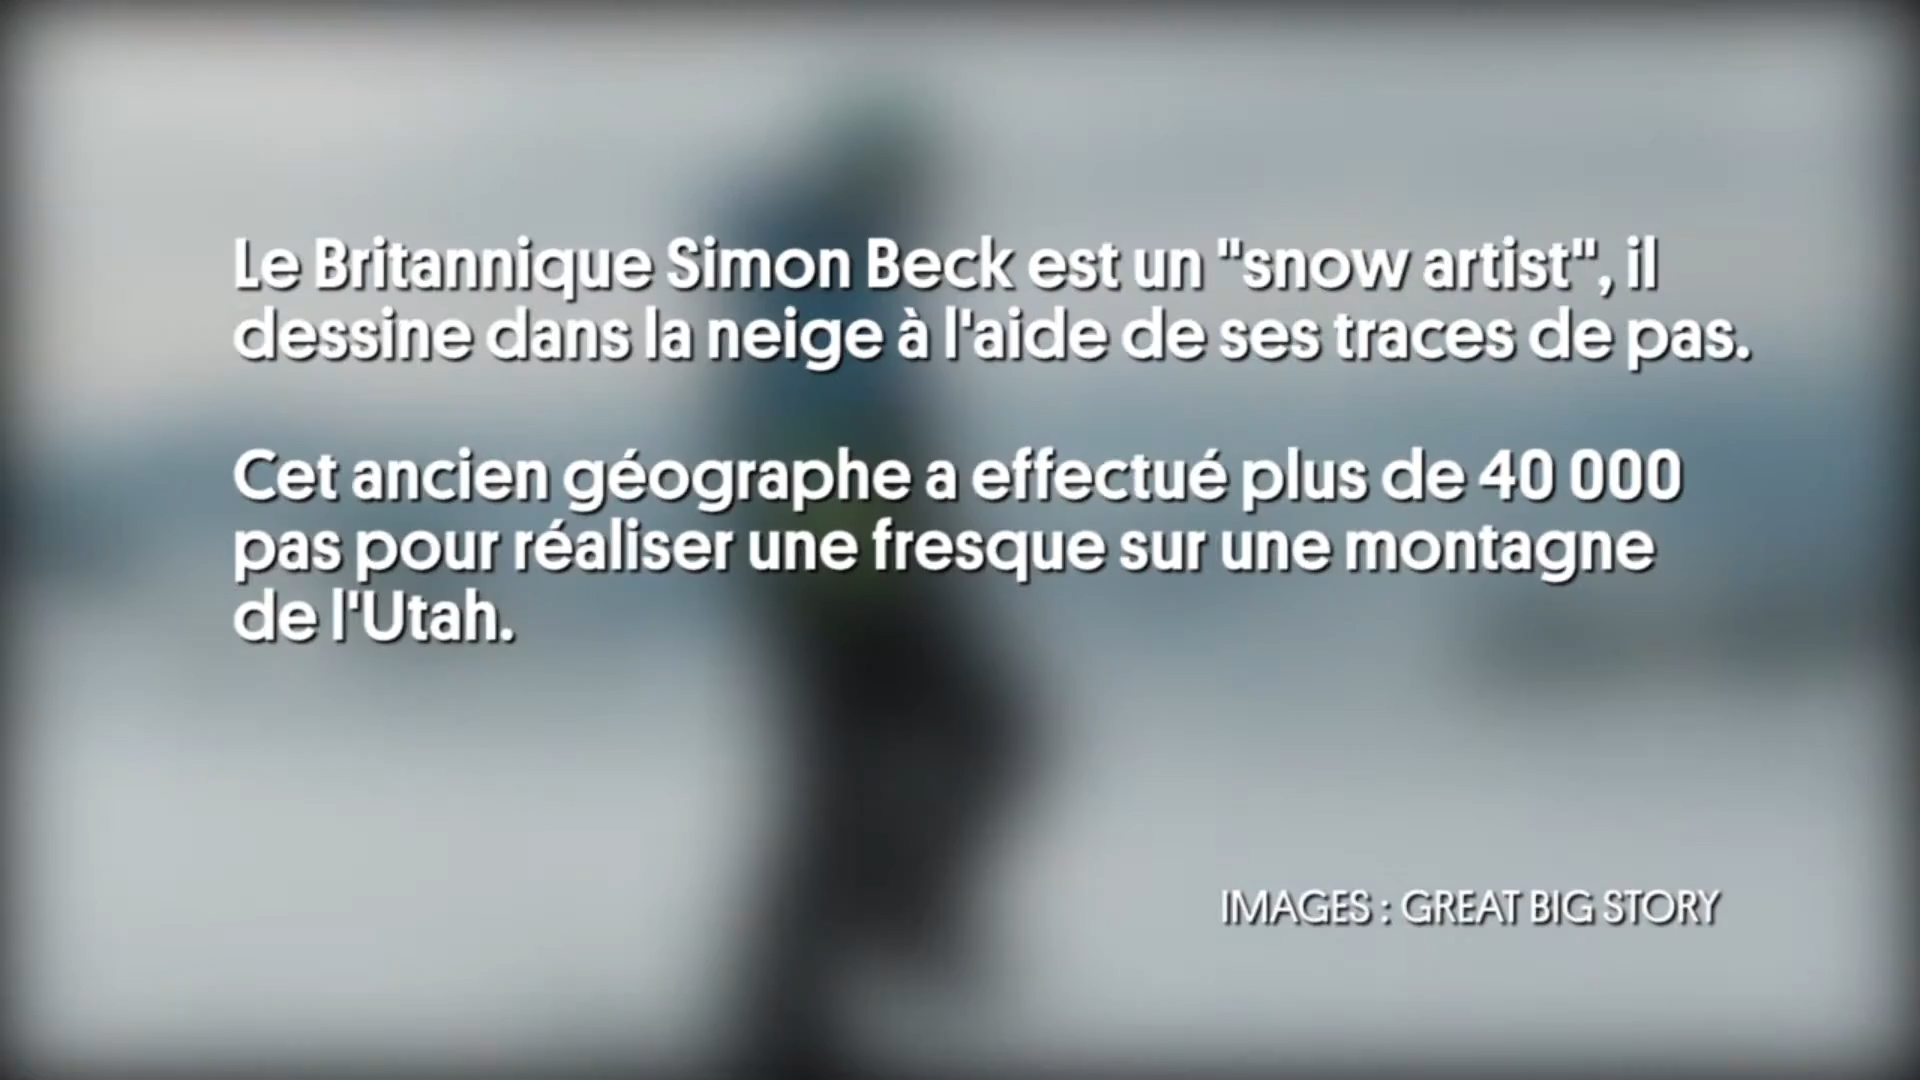 Le Britannique Simon Beck est un "snow artist", il
dessine dans la neige à l'aide de ses traces de pas.
Cet ancien géographe a effectué plus de 40 000
pas pour réaliser une fresque sur une montagne
de l'Utah.
IMAGES : GREAT BIG STORY